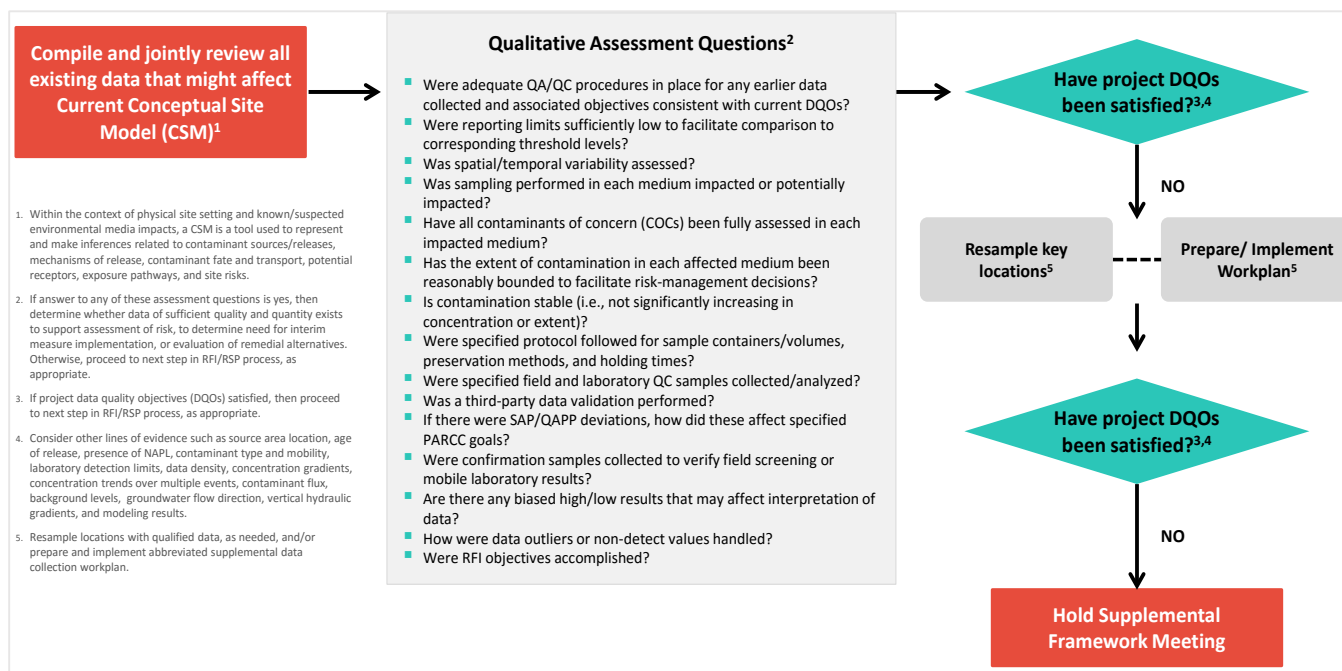 Compile and jointly review all
existing data that might affect
Current Conceptual Site
Model (CSM)1
1. Within the context of physical site setting and known/suspected
environmental media impacts, a CSM is a tool used to represent
and make inferences related to contaminant sources/releases,
mechanisms of release, contaminant fate and transport, potential
receptors, exposure pathways, and site risks.
2. If answer to any of these assessment questions is yes, then
determine whether data of sufficient quality and quantity exists
to support assessment of risk, to determine need for interim
measure implementation, or evaluation of remedial alternatives.
Otherwise, proceed to next step in RFI/RSP process, as
appropriate.
3. If project data quality objectives (DQOs) satisfied, then proceed
to next step in RFI/RSP process, as appropriate.
4. Consider other lines of evidence such as source area location, age
of release, presence of NAPL, contaminant type and mobility,
laboratory detection limits, data density, concentration gradients,
concentration trends over multiple events, contaminant flux,
background levels, groundwater flow direction, vertical hydraulic
gradients, and modeling results.
5. Resample locations with qualified data, as needed, and/or
prepare and implement abbreviated supplemental data
collection workplan.
Qualitative Assessment Questions2
Were adequate QA/QC procedures in place for any earlier data
collected and associated objectives consistent with current DQOs?
Were reporting limits sufficiently low to facilitate comparison to
corresponding threshold levels?
Was spatial/temporal variability assessed?
Was sampling performed in each medium impacted or potentially
impacted?
Have all contaminants of concern (COCs) been fully assessed in each
impacted medium?
Has the extent of contamination in each affected medium been
reasonably bounded to facilitate risk-management decisions?
Is contamination stable (i.e., not significantly increasing in
concentration or extent)?
Were specified protocol followed for sample containers/volumes,
preservation methods, and holding times?
Were specified field and laboratory QC samples collected/analyzed?
Was a third-party data validation performed?
If there were SAP/QAPP deviations, how did these affect specified
PARCC goals?
Were confirmation samples collected to verify field screening or
mobile laboratory results?
Are there any biased high/low results that may affect interpretation of
data?
How were data outliers or non-detect values handled?
Were RFI objectives accomplished?
Have project DQOs
been satisfied?3,4
NO
Resample key
locations5
Prepare/ Implement
Workplan5
Have project DQOs
been satisfied?3,4
NO
Hold Supplemental
Framework Meeting